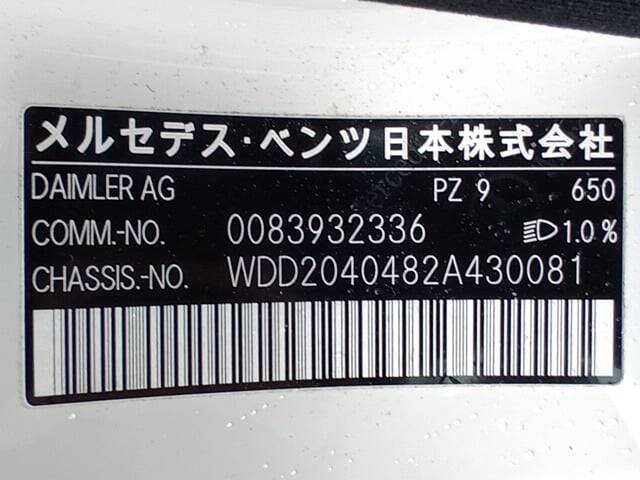 メルセデス・ベンツ日本株式会社
DAIMLER AG PZ 9 650
COMM.-NO. 0083932336 1.0%
CHASSIS.-NO. WDD2040482A430081